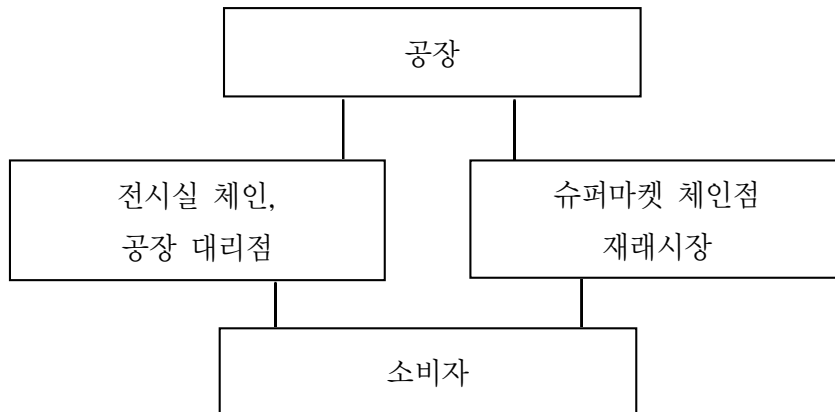 공장
전시실 체인,
공장 대리점
슈퍼마켓 체인점
재래시장
소비자